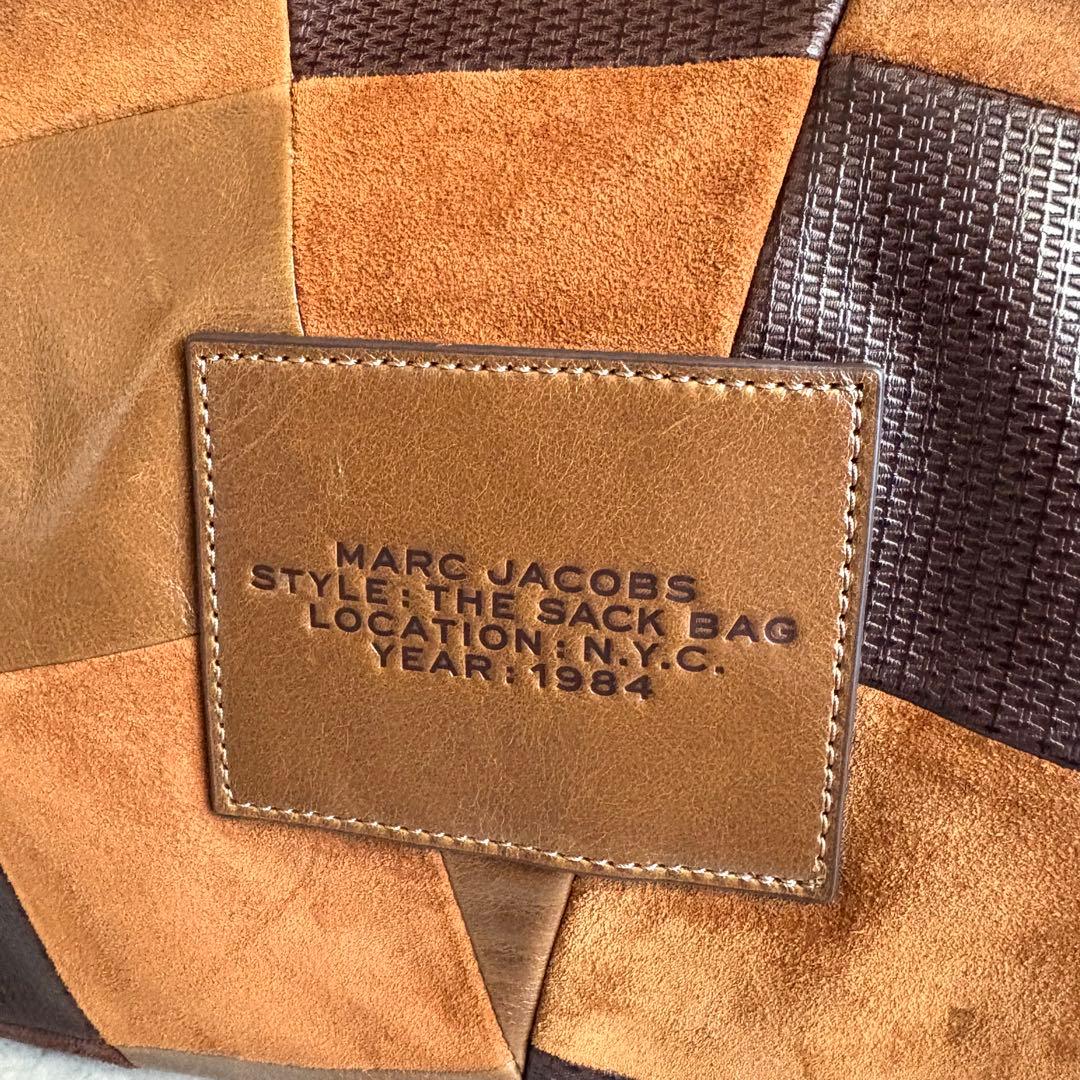 MARC JACOBS
STYLE: THE SACK BAG
LOCATION: N.Y.C.
YEAR: 1984